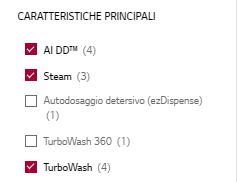 CARATTERISTICHE PRINCIPALI
AI DD™ (4)
Steam (3)
Autodosaggio detersivo (ezDispense)
(1)
TurboWash 360 (1)
TurboWash (4)